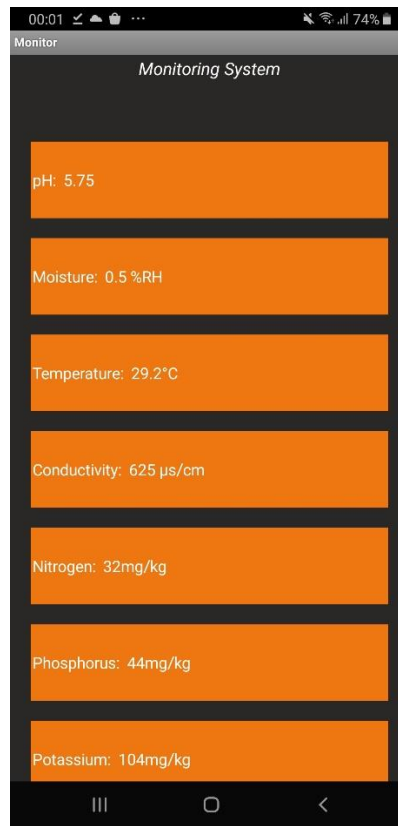 00:01 74%
Monitor
Monitoring System
pH: 5.75
Moisture: 0.5 %RH
Temperature: 29.2°C
Conductivity: 625 µs/cm
Nitrogen: 32mg/kg
Phosphorus: 44mg/kg
Potassium: 104mg/kg